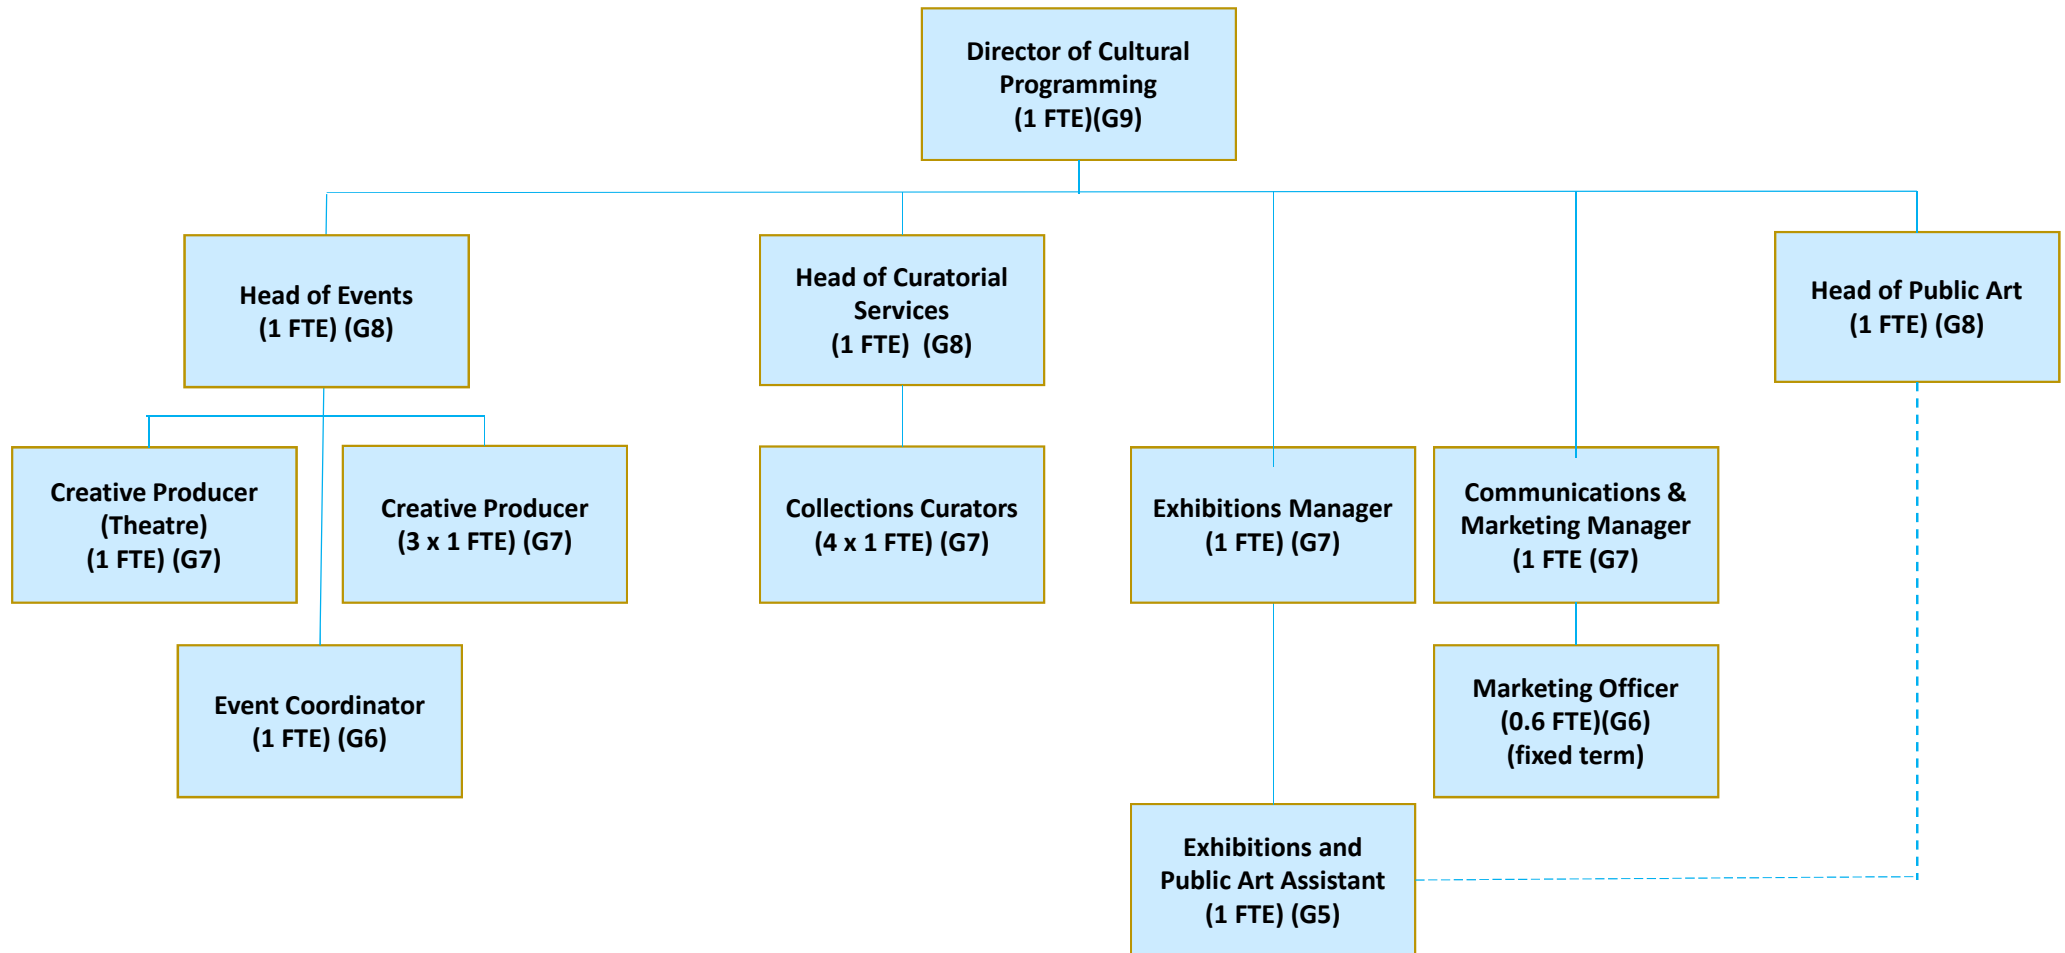 Director of Cultural
Programming
(1 FTE)(G9)
Head of Events
(1 FTE) (G8)
Head of Curatorial
Services
(1 FTE)  (G8)
Head of Public Art
(1 FTE) (G8)
Creative Producer
(Theatre)
(1 FTE) (G7)
Creative Producer
(3 x 1 FTE) (G7)
Collections Curators
(4 x 1 FTE) (G7)
Exhibitions Manager
(1 FTE) (G7)
Communications &
Marketing Manager
(1 FTE (G7)
Event Coordinator
(1 FTE) (G6)
Marketing Officer
(0.6 FTE)(G6)
(fixed term)
Exhibitions and
Public Art Assistant
(1 FTE) (G5)